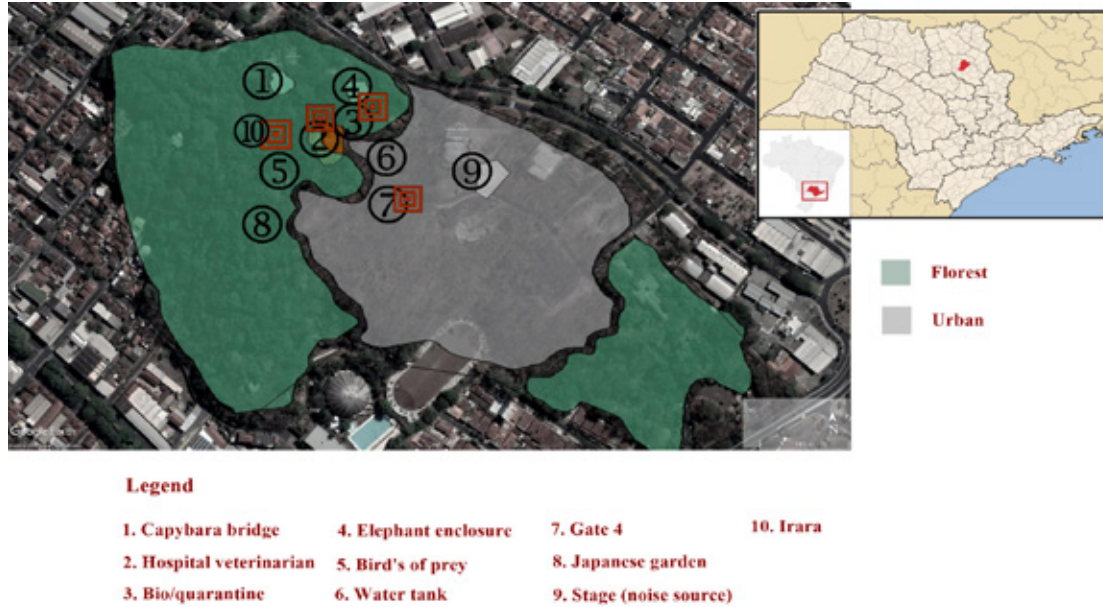 ①
④
③
⑩
②
⑥
⑤
⑨
⑦
⑧
Florest
Urban
Legend
1. Capybara bridge 4. Elephant enclosure 7. Gate 4 10. Irara
2. Hospital veterinarian 5. Bird's of prey 8. Japanese garden
3. Bio/quarantine 6. Water tank 9. Stage (noise source)